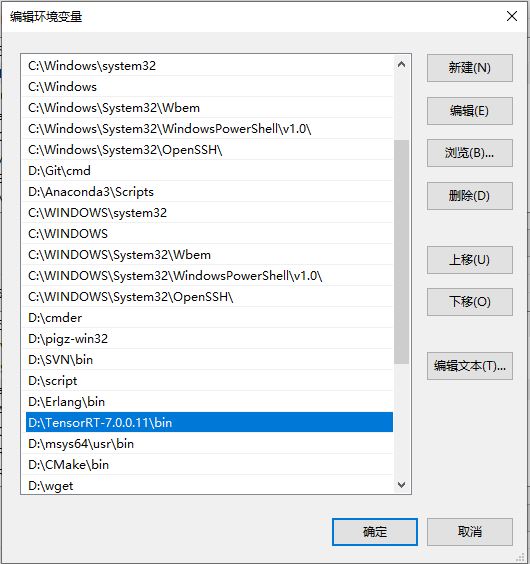 编辑环境变量
C:\Windows\system32
C:\Windows
C:\Windows\System32\Wbem
C:\Windows\System32\WindowsPowerShell\v1.0\
C:\Windows\System32\OpenSSH\
D:\Git\cmd
D:\Anaconda3\Scripts
C:\WINDOWS\system32
C:\WINDOWS
C:\WINDOWS\System32\Wbem
C:\WINDOWS\System32\WindowsPowerShell\v1.0\
C:\WINDOWS\System32\OpenSSH\
D:\cmder
D:\pigz-win32
D:\SVN\bin
D:\script
D:\Erlang\bin
D:\TensorRT-7.0.0.11\bin
D:\msys64\usr\bin
D:\CMake\bin
D:\wget
新建(N)
编辑(E)
浏览(B)...
删除(D)
上移(U)
下移(O)
编辑文本(T)...
确定
取消